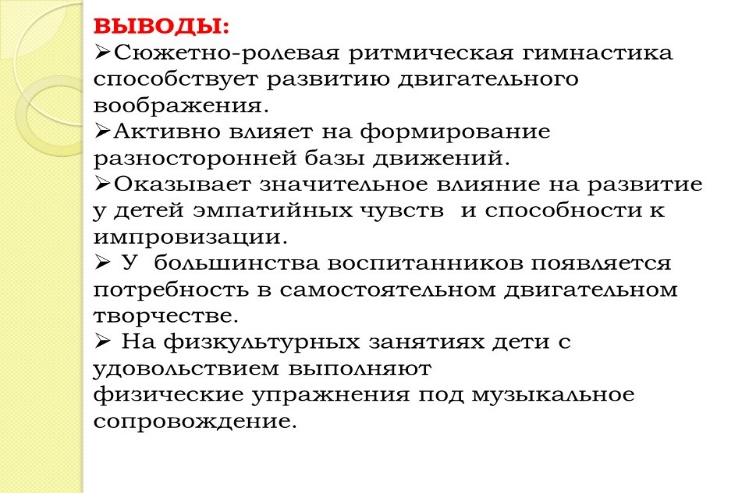 ВЫВОДЫ:
➢Сюжетно-ролевая ритмическая гимнастика
способствует развитию двигательного
воображения.
➢Активно влияет на формирование
разносторонней базы движений.
➢Оказывает значительное влияние на развитие
у детей эмпатийных чувств  и способности к
импровизации.
➢ У  большинства воспитанников появляется
потребность в самостоятельном двигательном
творчестве.
➢ На физкультурных занятиях дети с
удовольствием выполняют
физические упражнения под музыкальное
сопровождение.